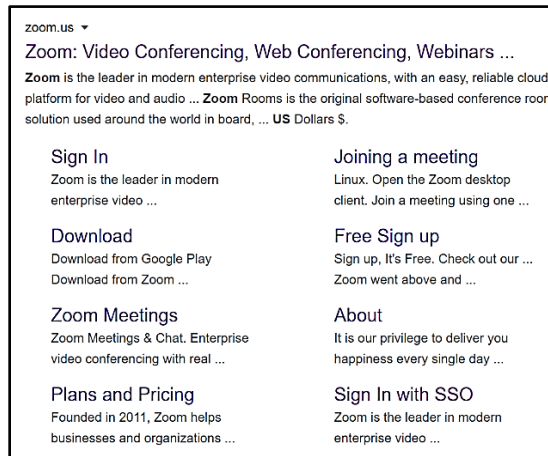 zoom.us
Zoom: Video Conferencing, Web Conferencing, Webinars ...
Zoom is the leader in modern enterprise video communications, with an easy, reliable cloud
platform for video and audio ... Zoom Rooms is the original software-based conference room
solution used around the world in board, ... US Dollars $.
Sign In
Zoom is the leader in modern
enterprise video ...
Joining a meeting
Linux. Open the Zoom desktop
client. Join a meeting using one ...
Download
Download from Google Play
Download from Zoom ...
Free Sign up
Sign up, It's Free. Check out our ...
Zoom went above and ...
Zoom Meetings
Zoom Meetings & Chat. Enterprise
video conferencing with real ...
About
It is our privilege to deliver you
happiness every single day ...
Plans and Pricing
Founded in 2011, Zoom helps
businesses and organizations ...
Sign In with SSO
Zoom is the leader in modern
enterprise video ...